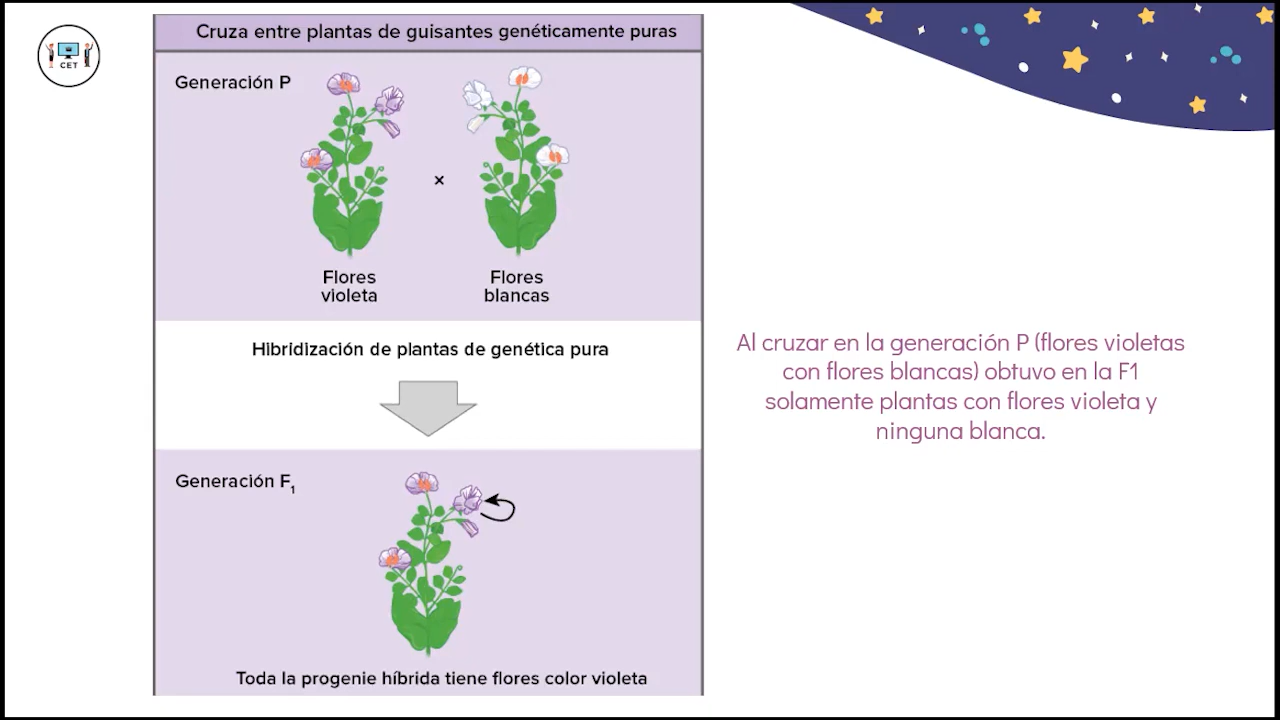 CET
Cruza entre plantas de guisantes genéticamente puras
Generación P
×
Flores
violeta
Flores
blancas
Hibridización de plantas de genética pura
Generación F1
Toda la progenie híbrida tiene flores color violeta
Al cruzar en la generación P (flores violetas
con flores blancas) obtuvo en la F1
solamente plantas con flores violeta y
ninguna blanca.